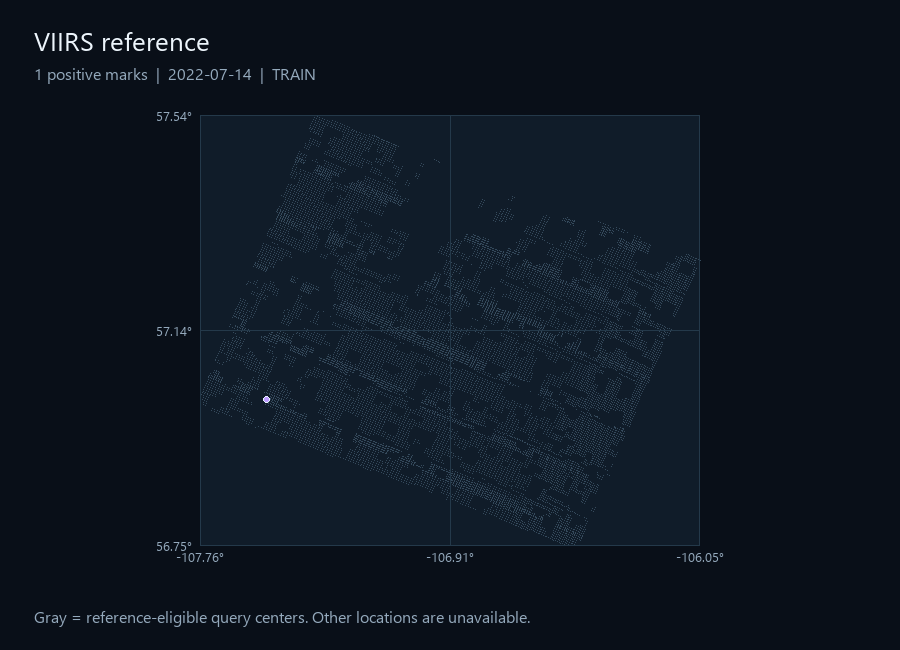 VIIRS reference
1 positive marks | 2022-07-14 | TRAIN
57.54°
57.14°
56.75°
-107.76°
-106.91°
-106.05°
Gray = reference-eligible query centers. Other locations are unavailable.